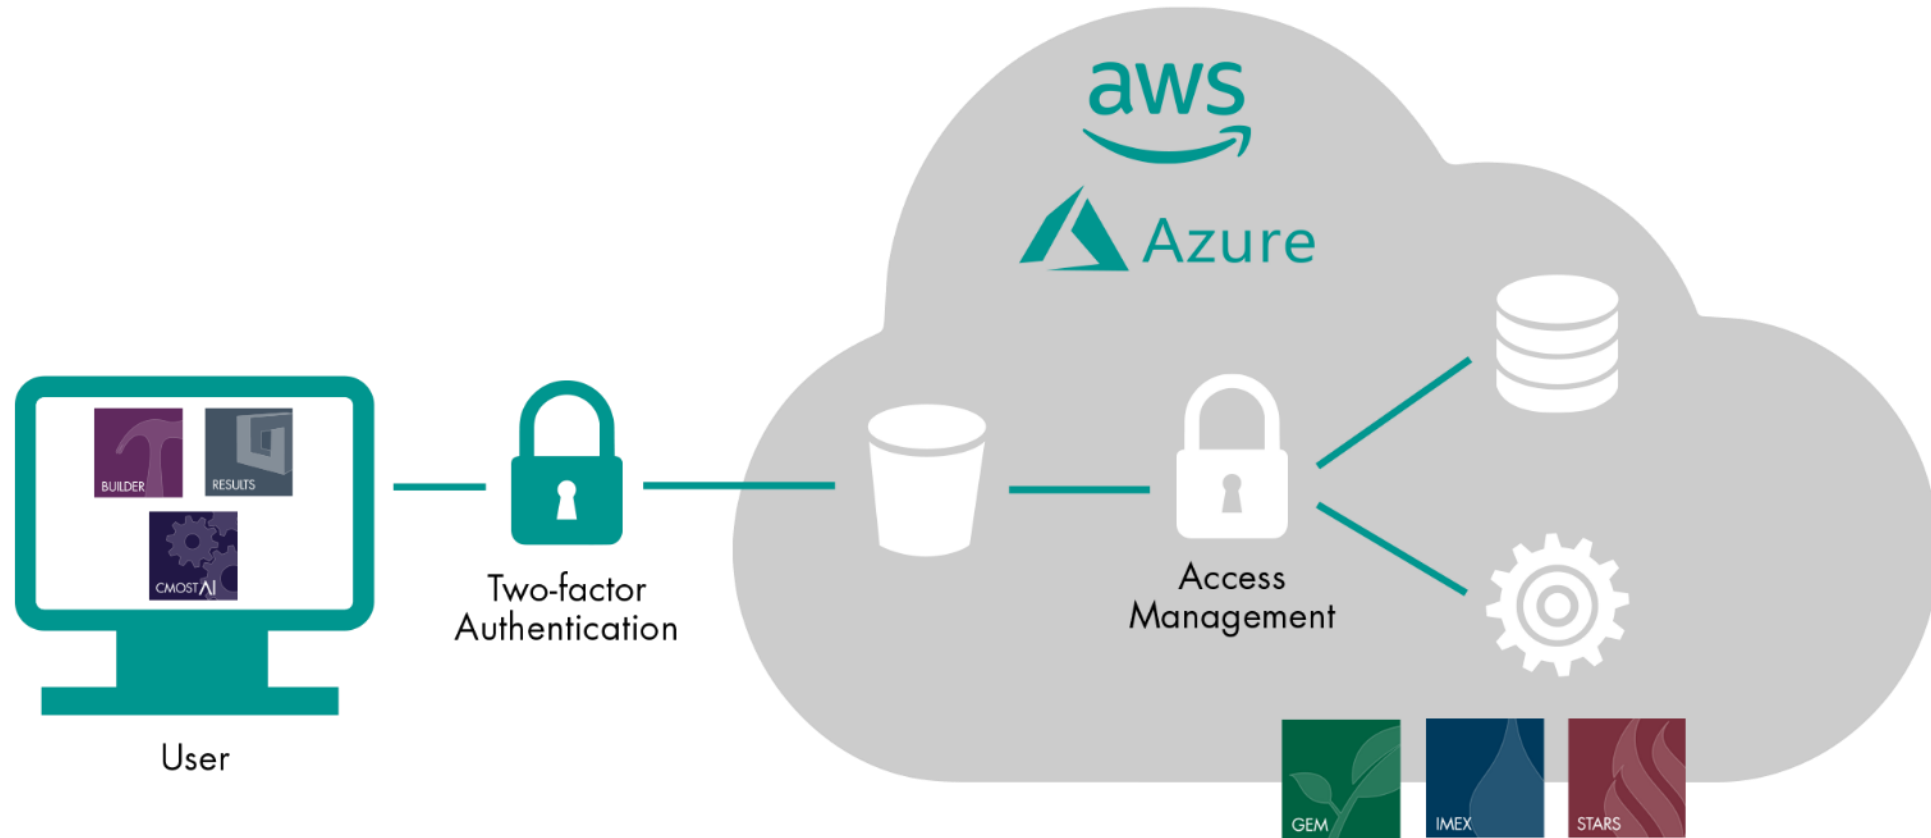 aws
Azure
BUILDER
RESULTS
CMOST AI
Two-factor
Authentication
Access
Management
User
GEM
IMEX
STARS